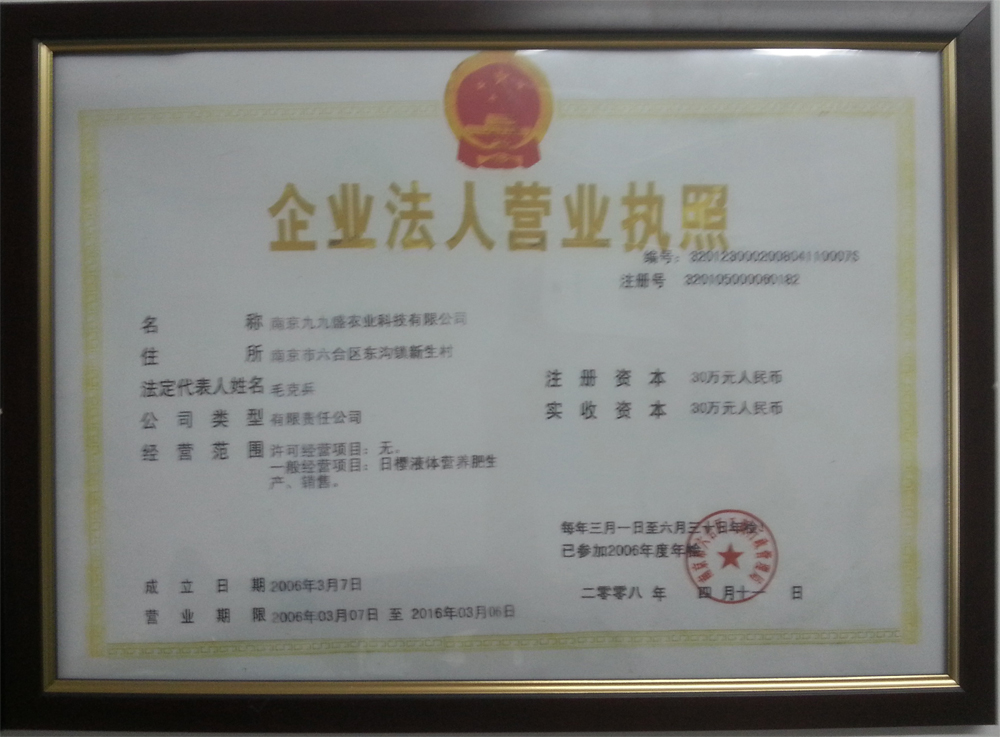 企业法人营业执照
编号：320123000200804110007S
注册号 320105000060182
名称 南京九九盛农业科技有限公司
住所 南京市六合区东沟镇新生村
法定代表人姓名 毛克兵
注册资本 30万元人民币
公司类型 有限责任公司
实收资本 30万元人民币
经营范围 许可经营项目：无。
一般经营项目：日橙液体营养肥生
产、销售。
每年三月一日至六月三十日年检
已参加2006年度年检
成立日期 2006年3月7日
二零零八年 四月十一日
营业期限 2006年03月07日 至 2016年03月06日